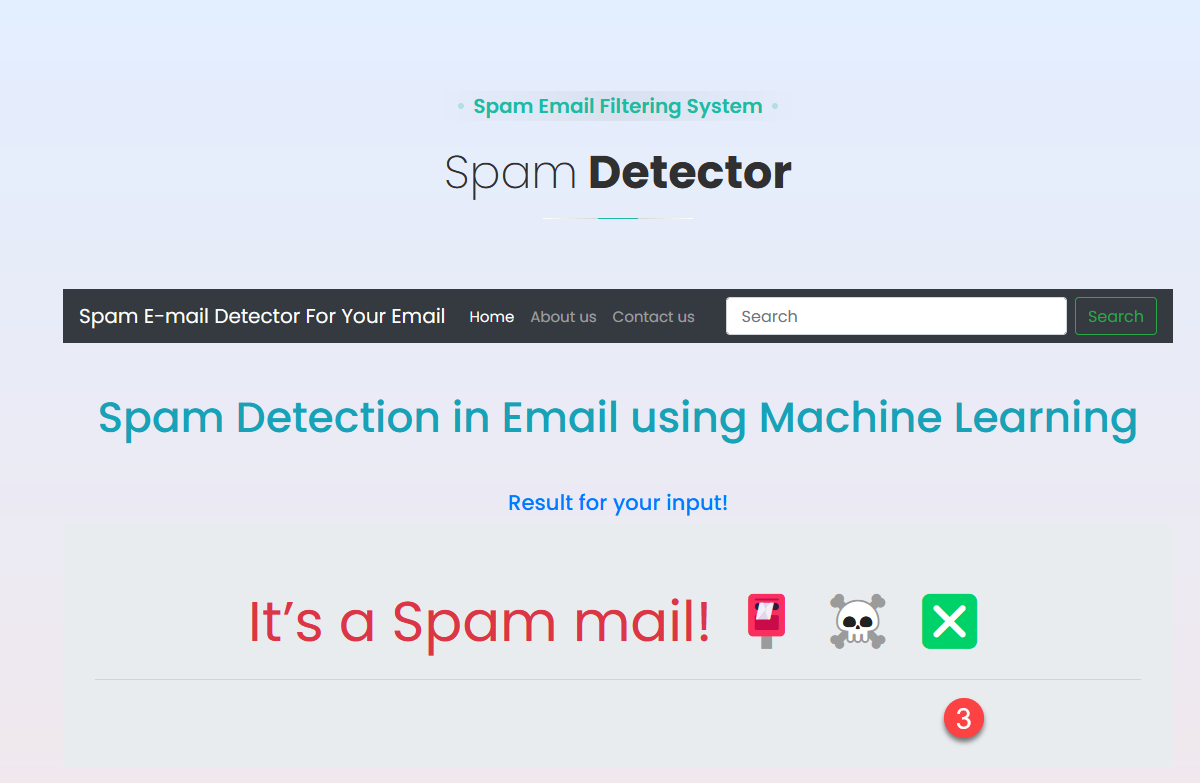 Spam Email Filtering System
Spam Detector
Spam E-mail Detector For Your Email Home About us Contact us Search Search
Spam Detection in Email using Machine Learning
Result for your input!
It’s a Spam mail!
3